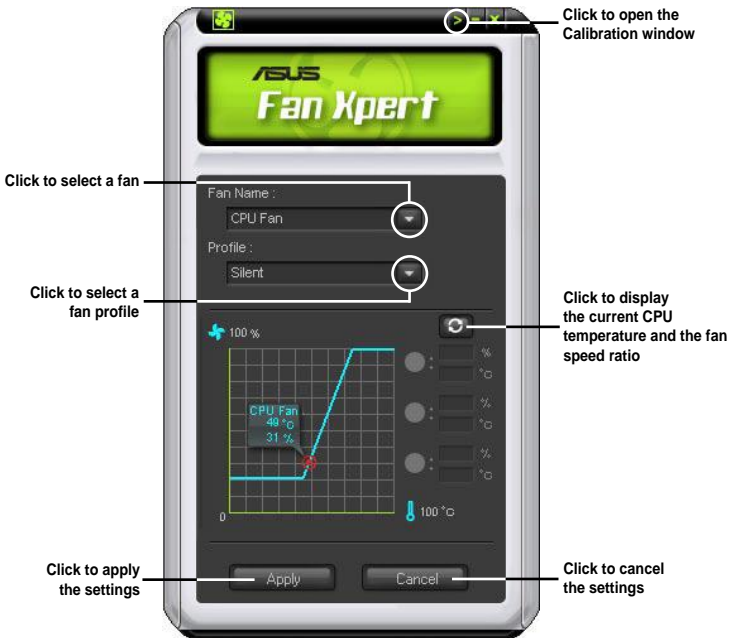 Click to open the
Calibration window
ASUS
Fan Xpert
Click to select a fan
Fan Name :
CPU Fan
Profile :
Silent
Click to select a
fan profile
Click to display
the current CPU
temperature and the fan
speed ratio
100 %
%
°C
CPU Fan
49 °C
31 %
%
°C
%
°C
0
100 °C
Click to apply
the settings
Apply
Cancel
Click to cancel
the settings